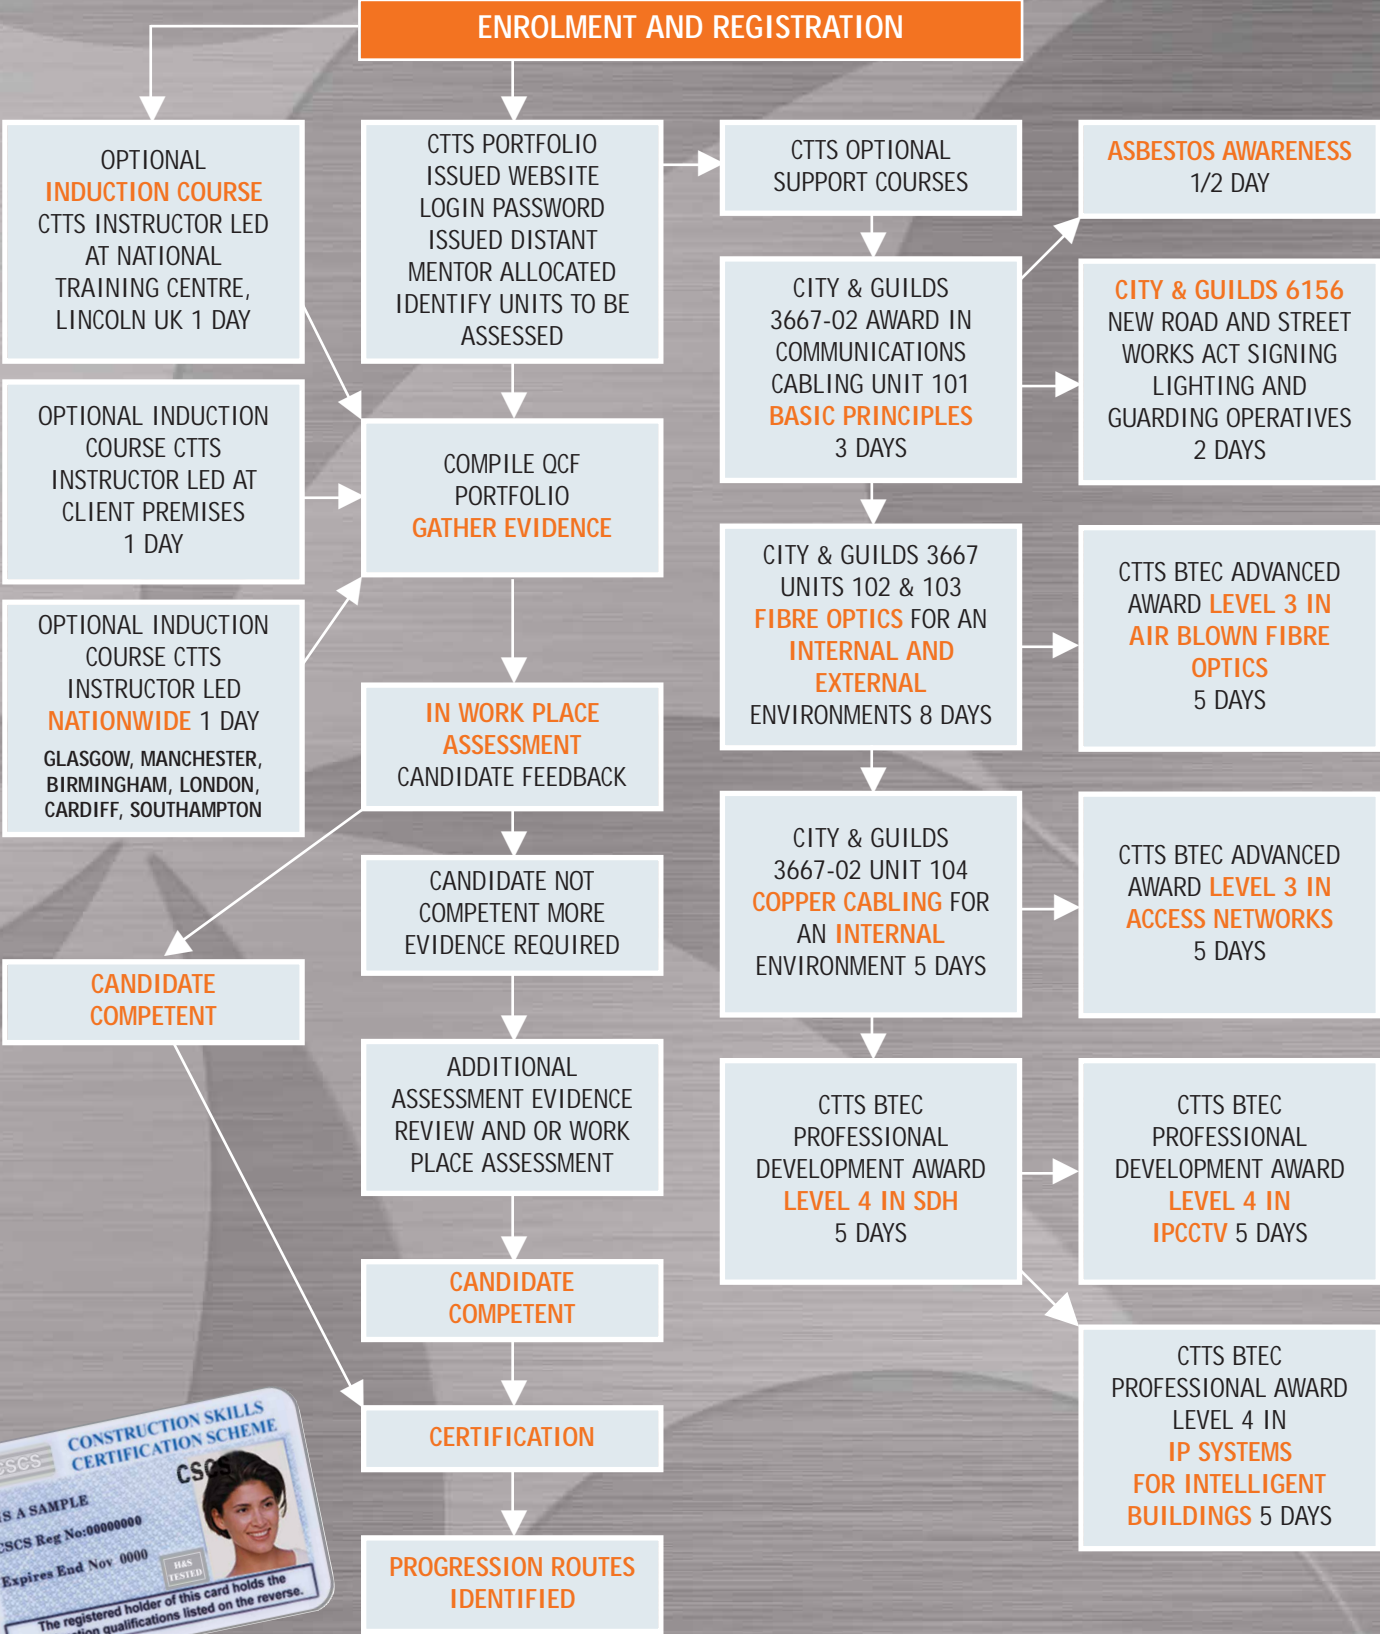 ENROLMENT AND REGISTRATION
OPTIONAL
INDUCTION COURSE
CTTS INSTRUCTOR LED
AT NATIONAL
TRAINING CENTRE,
LINCOLN UK 1 DAY
OPTIONAL INDUCTION
COURSE CTTS
INSTRUCTOR LED AT
CLIENT PREMISES
1 DAY
OPTIONAL INDUCTION
COURSE CTTS
INSTRUCTOR LED
NATIONWIDE 1 DAY
GLASGOW, MANCHESTER,
BIRMINGHAM, LONDON,
CARDIFF, SOUTHAMPTON
CANDIDATE
COMPETENT
CTTS PORTFOLIO
ISSUED WEBSITE
LOGIN PASSWORD
ISSUED DISTANT
MENTOR ALLOCATED
IDENTIFY UNITS TO BE
ASSESSED
COMPILE QCF
PORTFOLIO
GATHER EVIDENCE
IN WORK PLACE
ASSESSMENT
CANDIDATE FEEDBACK
CANDIDATE NOT
COMPETENT MORE
EVIDENCE REQUIRED
ADDITIONAL
ASSESSMENT EVIDENCE
REVIEW AND OR WORK
PLACE ASSESSMENT
CANDIDATE
COMPETENT
CERTIFICATION
PROGRESSION ROUTES
IDENTIFIED
CTTS OPTIONAL
SUPPORT COURSES
CITY & GUILDS
3667-02 AWARD IN
COMMUNICATIONS
CABLING UNIT 101
BASIC PRINCIPLES
3 DAYS
CITY & GUILDS 3667
UNITS 102 & 103
FIBRE OPTICS FOR AN
INTERNAL AND
EXTERNAL
ENVIRONMENTS 8 DAYS
CITY & GUILDS
3667-02 UNIT 104
COPPER CABLING FOR
AN INTERNAL
ENVIRONMENT 5 DAYS
CTTS BTEC
PROFESSIONAL
DEVELOPMENT AWARD
LEVEL 4 IN SDH
5 DAYS
ASBESTOS AWARENESS
1/2 DAY
CITY & GUILDS 6156
NEW ROAD AND STREET
WORKS ACT SIGNING
LIGHTING AND
GUARDING OPERATIVES
2 DAYS
CTTS BTEC ADVANCED
AWARD LEVEL 3 IN
AIR BLOWN FIBRE
OPTICS
5 DAYS
CTTS BTEC ADVANCED
AWARD LEVEL 3 IN
ACCESS NETWORKS
5 DAYS
CTTS BTEC
PROFESSIONAL
DEVELOPMENT AWARD
LEVEL 4 IN
IPCCTV 5 DAYS
CTTS BTEC
PROFESSIONAL AWARD
LEVEL 4 IN
IP SYSTEMS
FOR INTELLIGENT
BUILDINGS 5 DAYS
CONSTRUCTION SKILLS
CERTIFICATION SCHEME
CSCS
CSCS
IS A SAMPLE
CSCS Reg No:00000000
Expires End Nov 0000
H&S
TESTED
The registered holder of this card holds the
qualifications listed on the reverse.